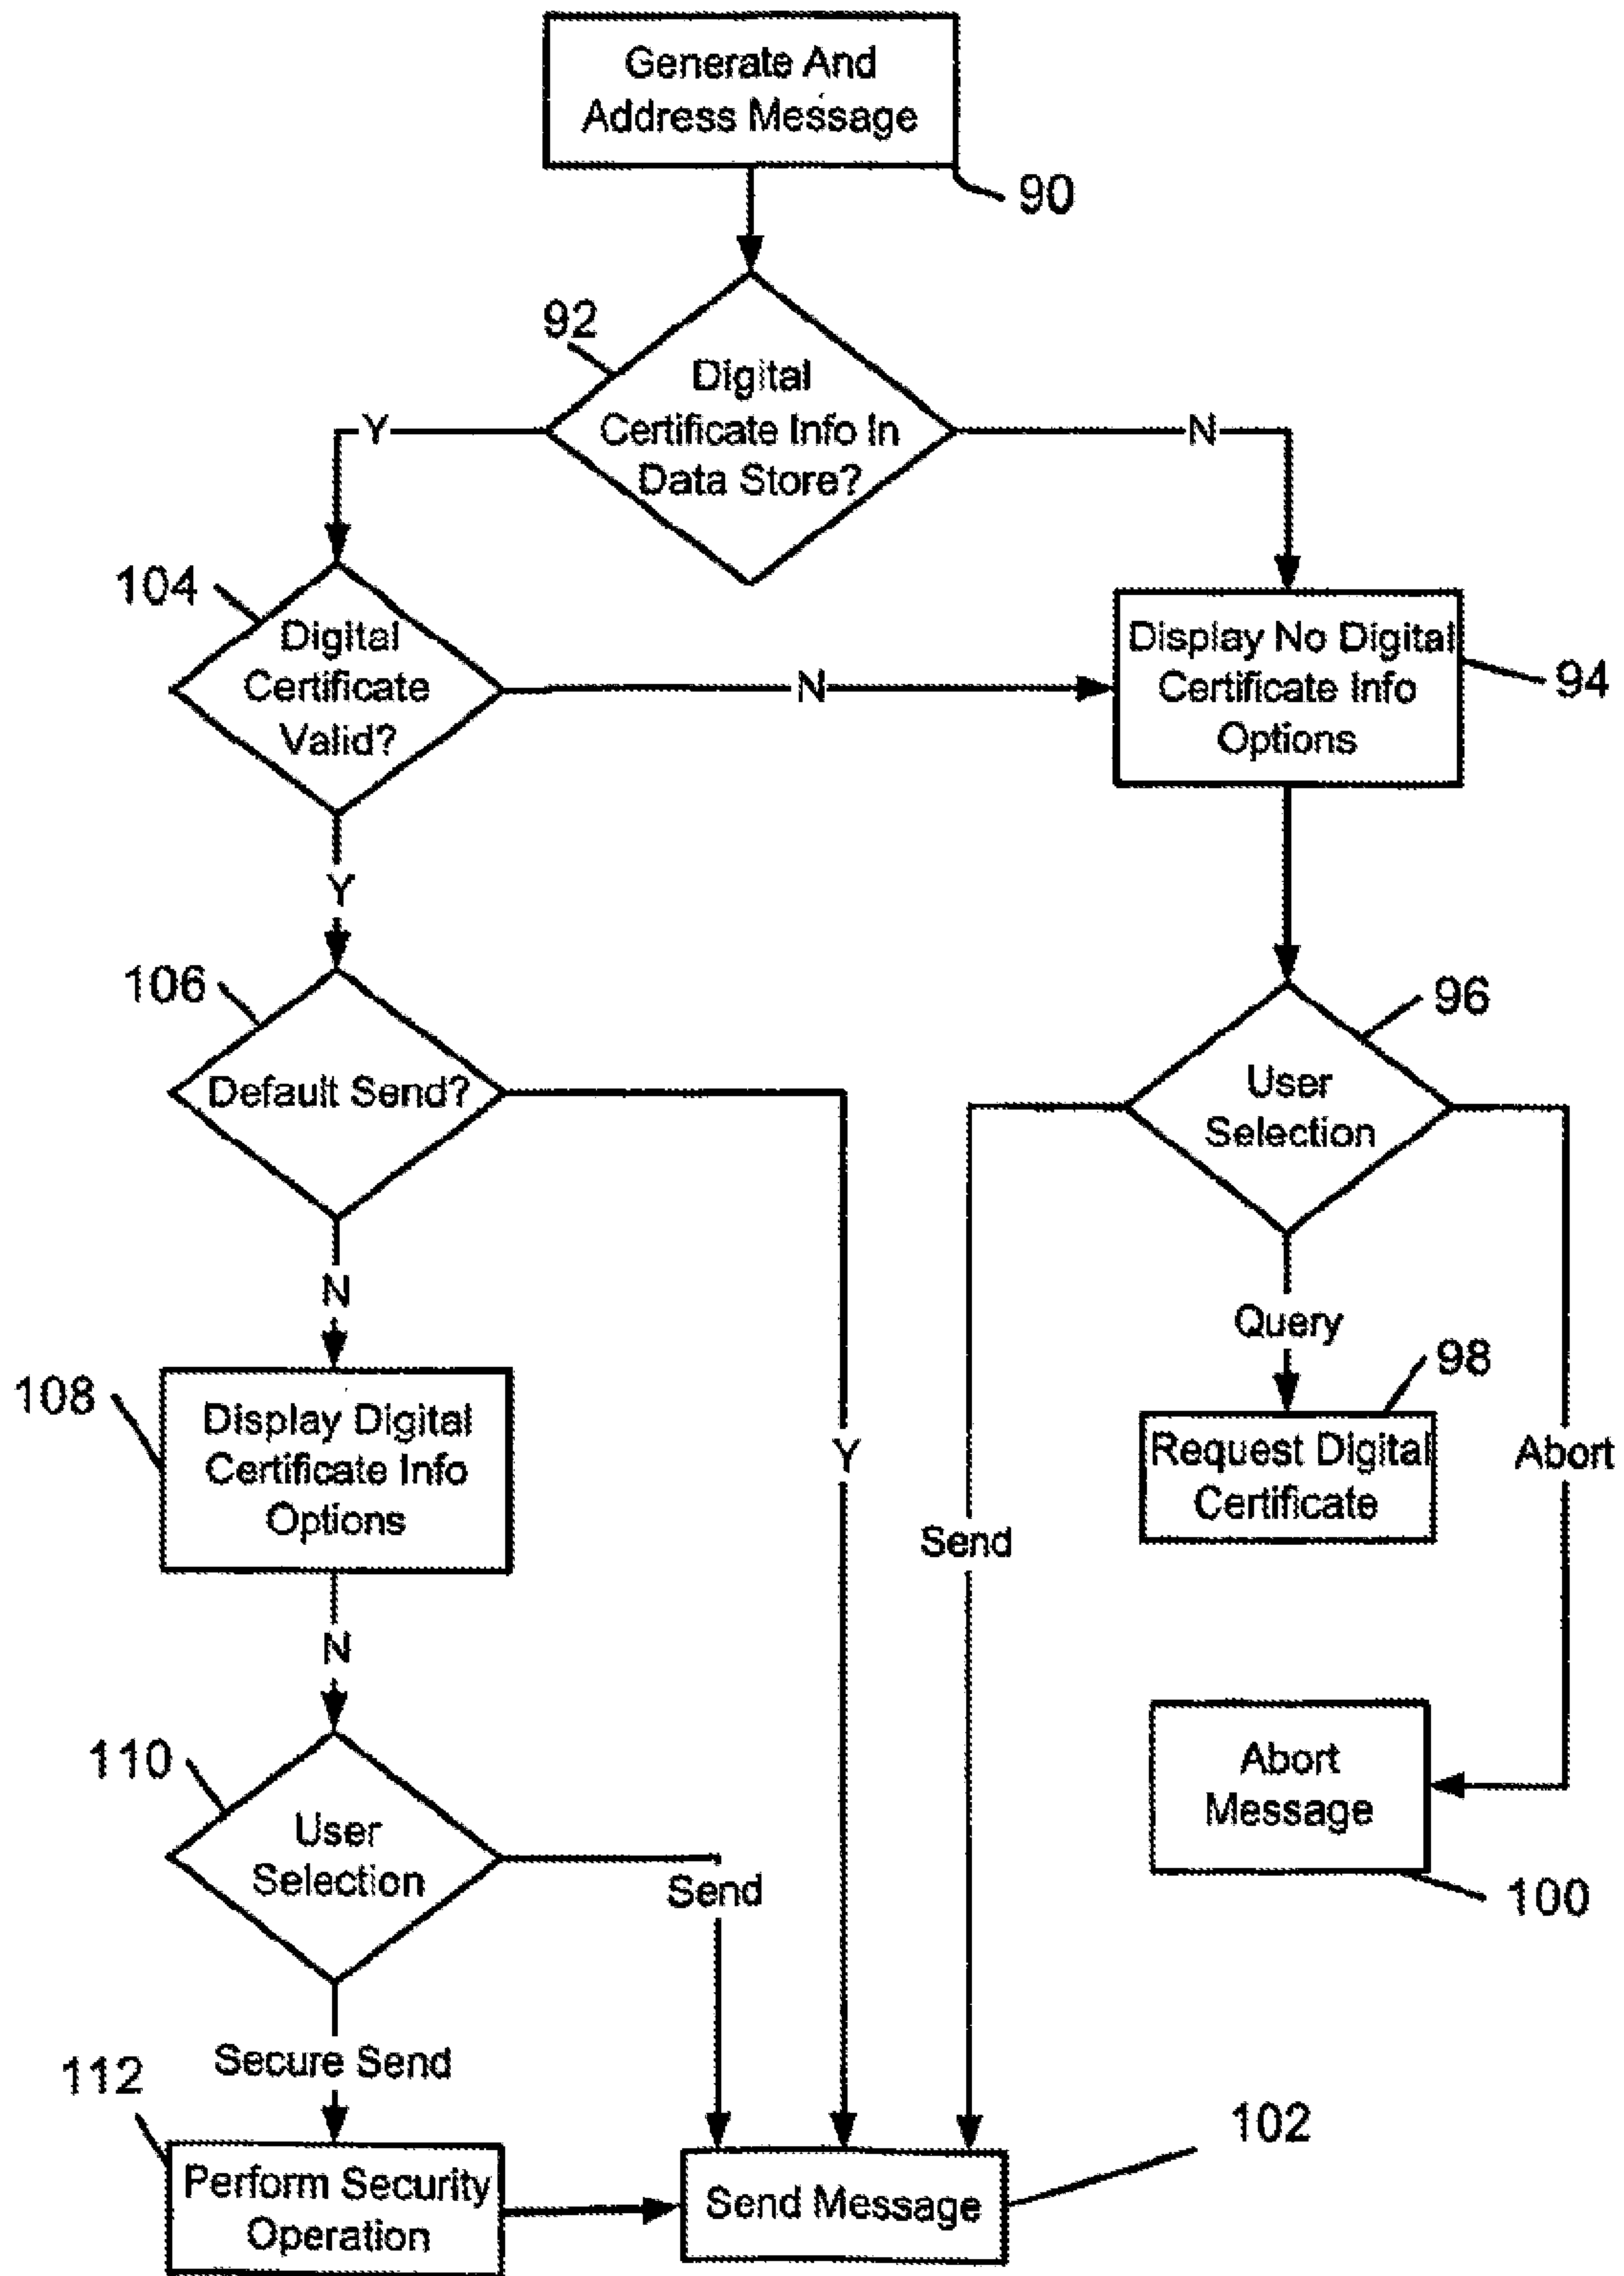 Generate And
Address Message
90
92
Digital
Certificate Info In
Data Store?
Y
N
104
Digital
Certificate
Valid?
N
Display No Digital
Certificate Info
Options
94
Y
106
Default Send?
96
User
Selection
N
Query
98
108
Display Digital
Certificate Info
Options
Y
Request Digital
Certificate
Abort
Send
N
110
User
Selection
Send
Abort
Message
100
Secure Send
112
Perform Security
Operation
Send Message
102